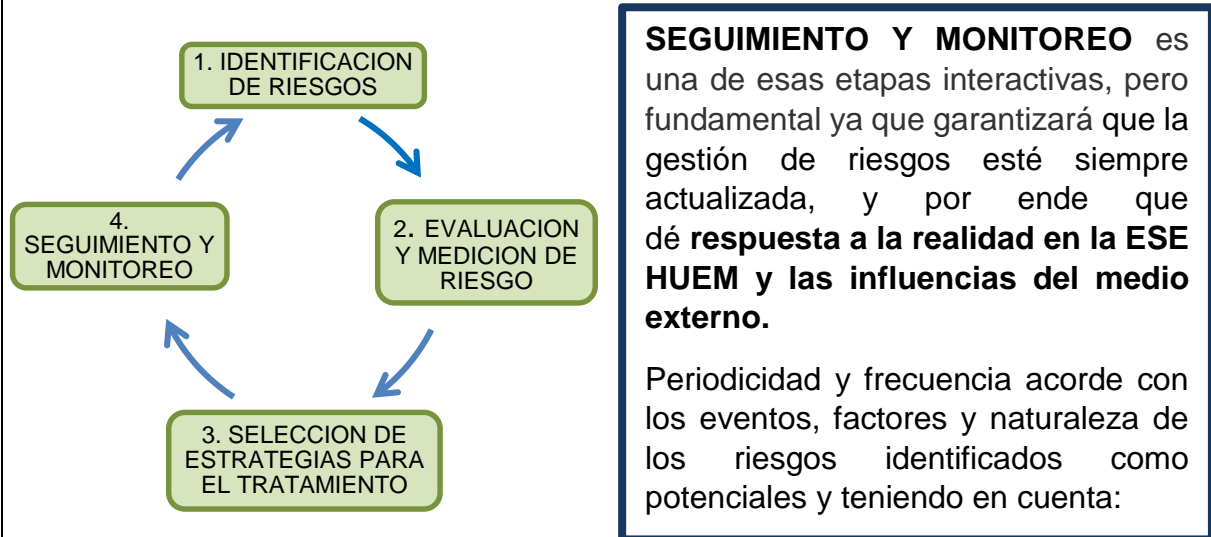 1. IDENTIFICACION
DE RIESGOS
2. EVALUACION
Y MEDICION DE
RIESGO
3. SELECCION DE
ESTRATEGIAS PARA
EL TRATAMIENTO
4.
SEGUIMIENTO Y
MONITOREO
SEGUIMIENTO Y MONITOREO es
una de esas etapas interactivas, pero
fundamental ya que garantizará que la
gestión de riesgos esté siempre
actualizada, y por ende que
dé respuesta a la realidad en la ESE
HUEM y las influencias del medio
externo.
Periodicidad y frecuencia acorde con
los eventos, factores y naturaleza de
los riesgos identificados como
potenciales y teniendo en cuenta: